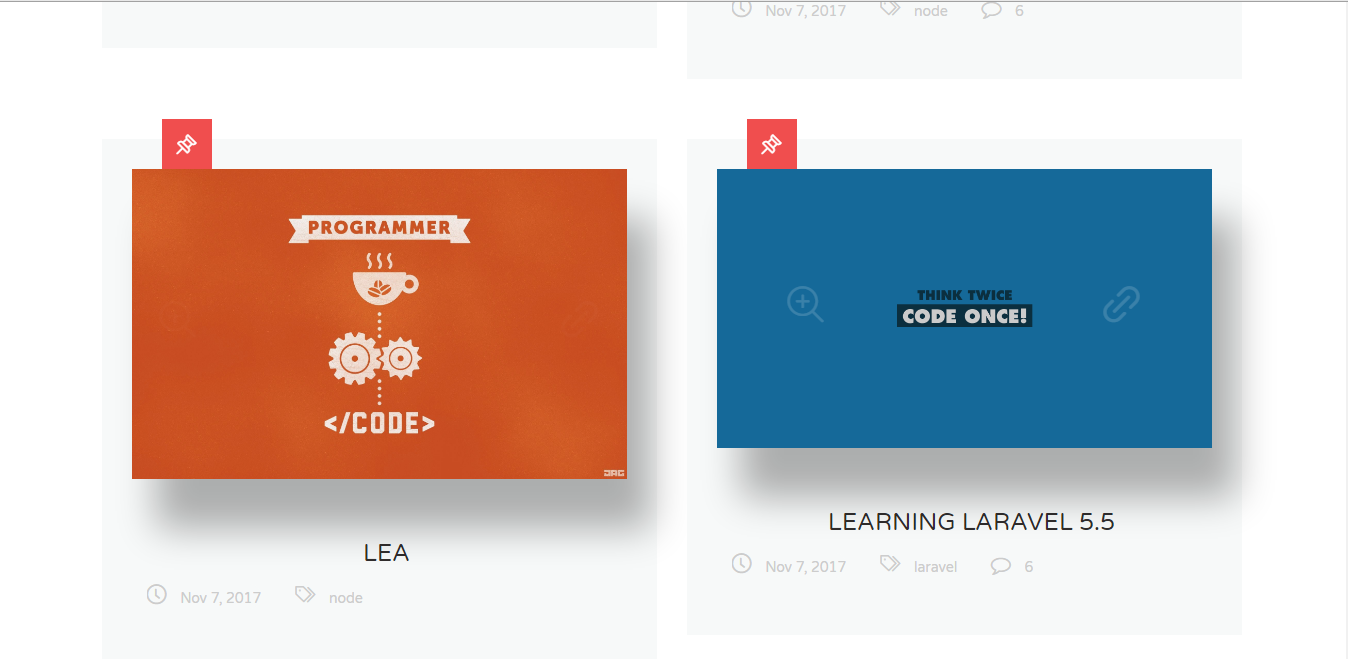 Nov 7, 2017 node 6
PROGRAMMER
</CODE>
JRC
LEA
Nov 7, 2017 node
THINK TWICE
CODE ONCE!
LEARNING LARAVEL 5.5
Nov 7, 2017 laravel 6